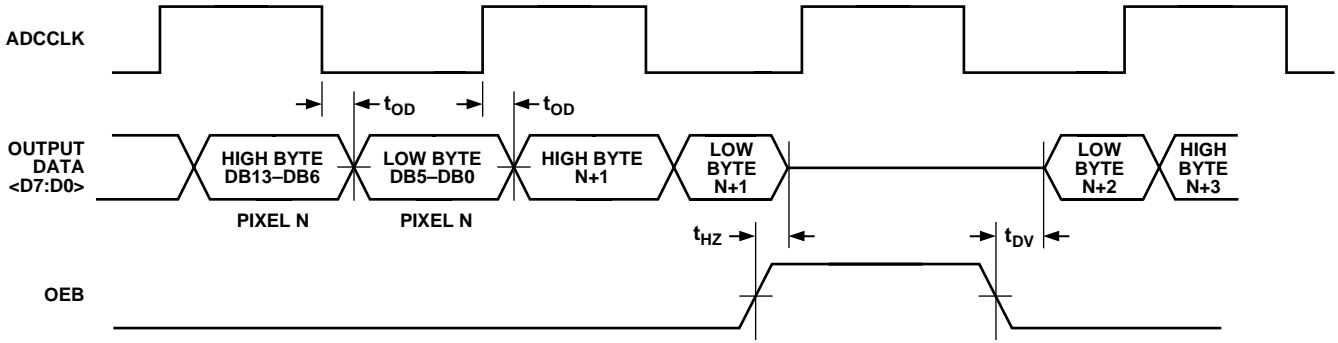 ADCCLK
tOD
tOD
OUTPUT
DATA
<D7:D0>
HIGH BYTE
DB13–DB6
LOW BYTE
DB5–DB0
HIGH BYTE
N+1
LOW
BYTE
N+1
LOW
BYTE
N+2
HIGH
BYTE
N+3
PIXEL N
PIXEL N
tHZ
tDV
OEB